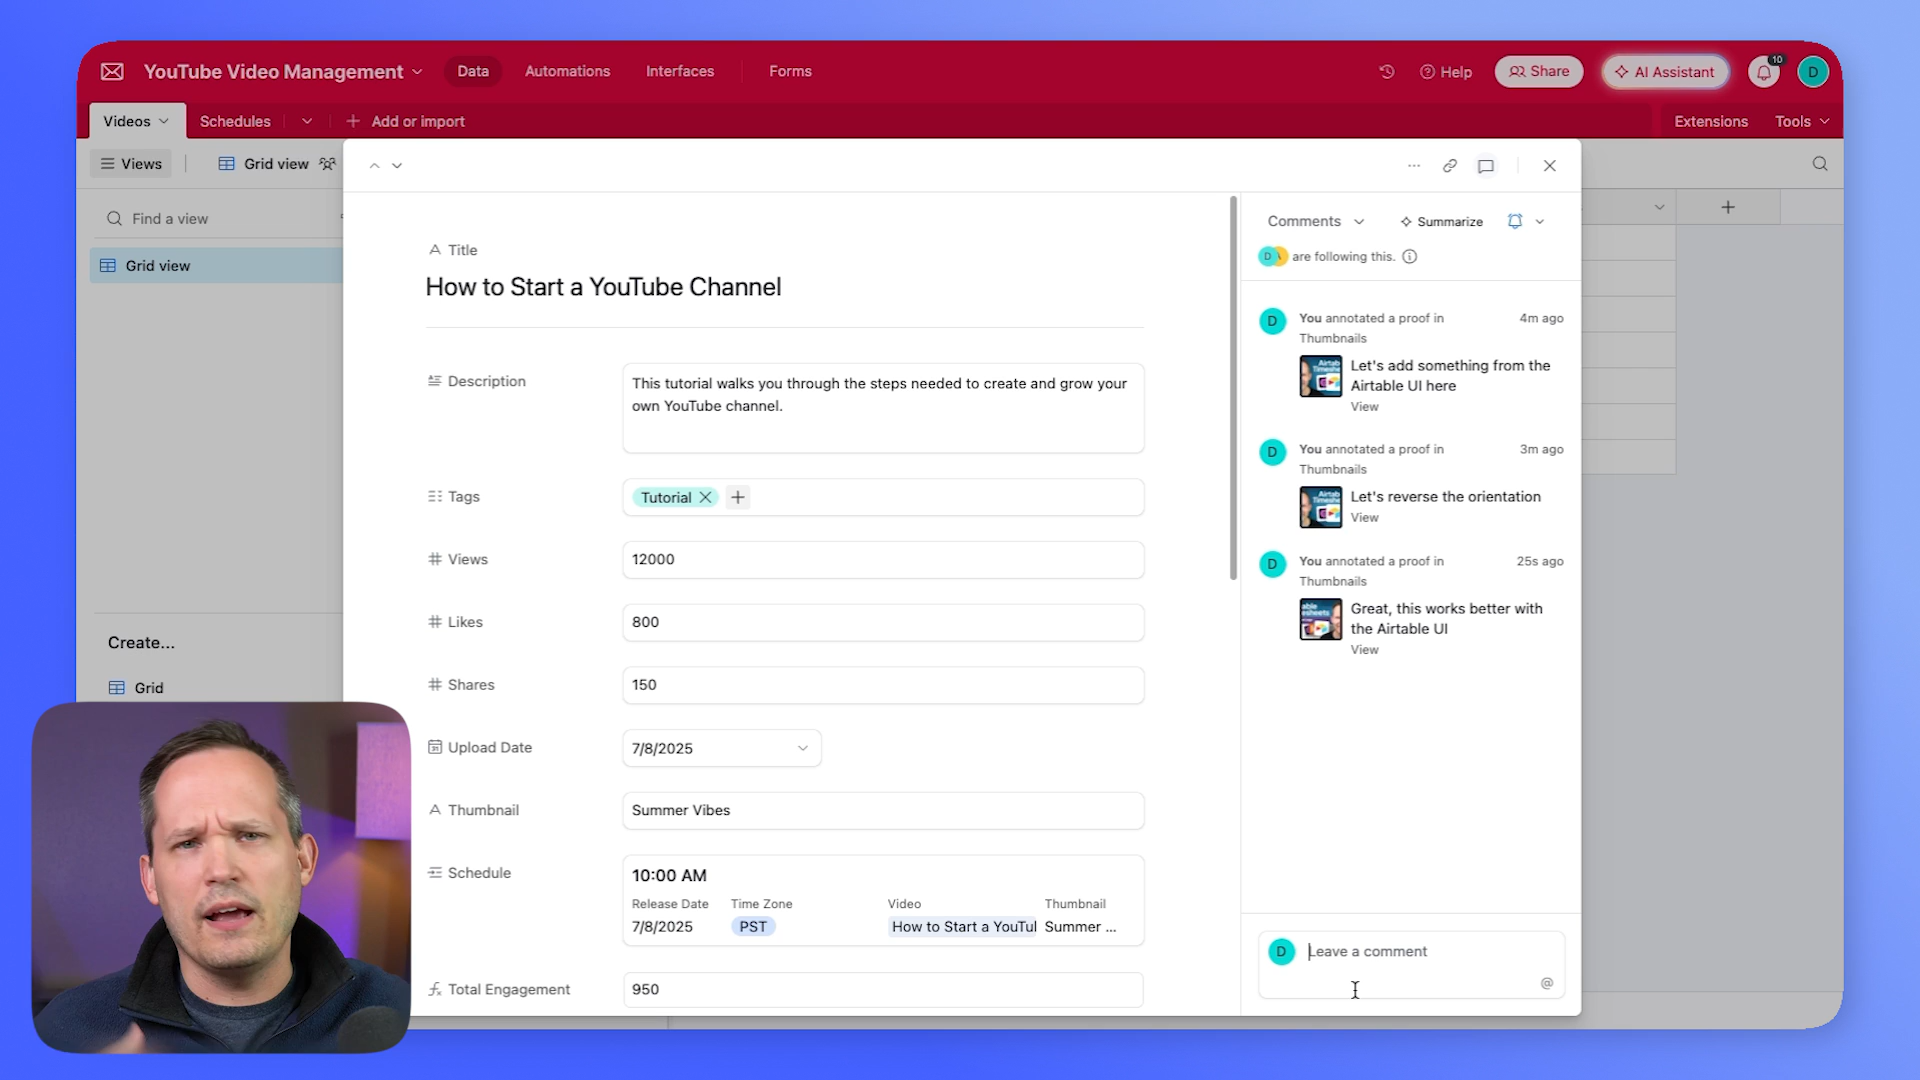 YouTube Video Management
Data
Automations
Interfaces
Forms
Help
Share
AI Assistant
10
D
Videos
Schedules
Add or import
Extensions
Tools
Views
Grid view
Find a view
Grid view
Create...
Grid
Title
How to Start a YouTube Channel
Description
This tutorial walks you through the steps needed to create and grow your
own YouTube channel.
Tags
Tutorial
Views
12000
Likes
800
Shares
150
Upload Date
7/8/2025
Thumbnail
Summer Vibes
Schedule
10:00 AM
Release Date Time Zone Video Thumbnail
7/8/2025 PST How to Start a YouTul Summer ...
Total Engagement
950
Comments
Summarize
D
are following this.
D
You annotated a proof in 4m ago
Thumbnails
Let's add something from the
Airtable UI here
View
D
You annotated a proof in 3m ago
Thumbnails
Let's reverse the orientation
View
D
You annotated a proof in 25s ago
Thumbnails
Great, this works better with
the Airtable UI
View
D
Leave a comment
@